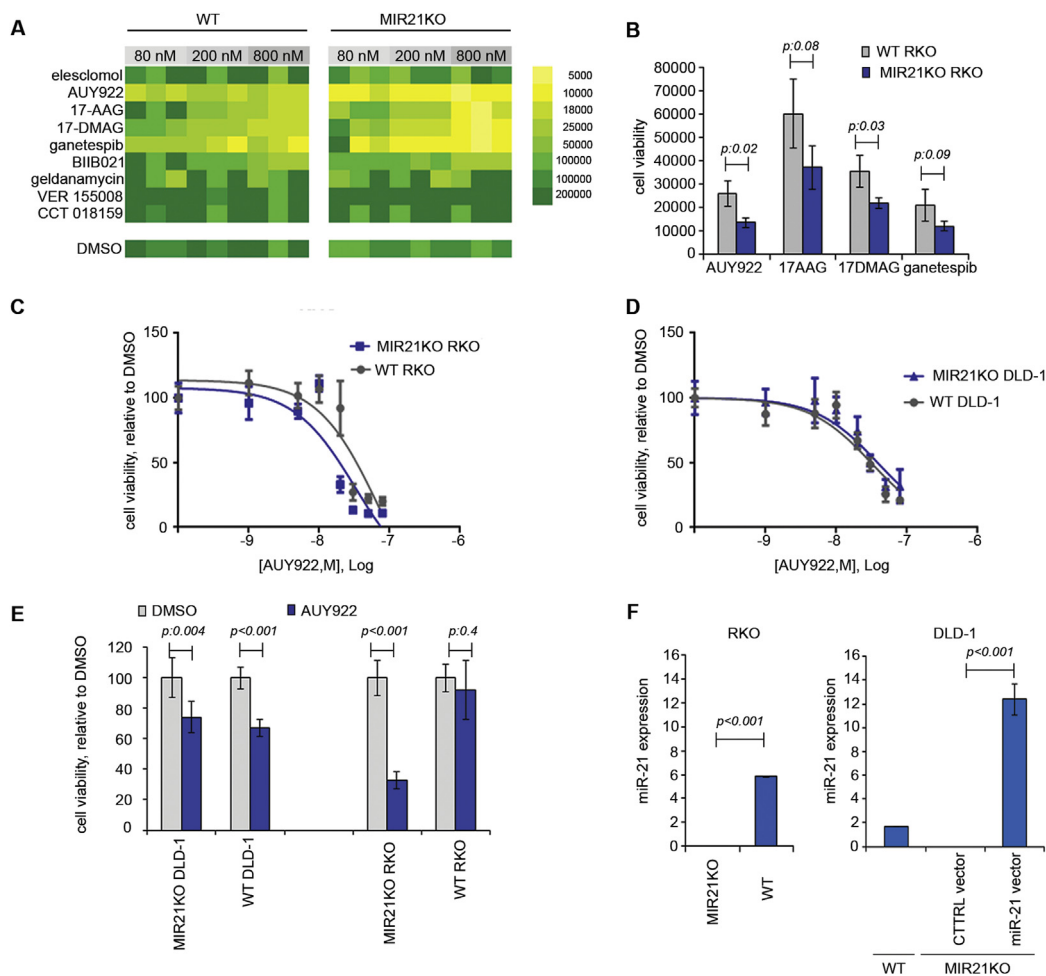 A
WT
MIR21KO
80 nM 200 nM 800 nM
80 nM 200 nM 800 nM
elesclomol
AUY922
17-AAG
17-DMAG
ganetespib
BIIB021
geldanamycin
VER 155008
CCT 018159
DMSO
5000
10000
18000
25000
50000
100000
200000
B
p:0.08
WT RKO
MIR21KO RKO
p:0.02
p:0.03
p:0.09
cell viability
80000
70000
60000
50000
40000
30000
20000
10000
0
AUY922 17AAG 17DMAG ganetespib
C
cell viability, relative to DMSO
150
100
50
0
MIR21KO RKO
WT RKO
-9 -8 -7 -6
[AUY922,M], Log
D
cell viability, relative to DMSO
150
100
50
0
MIR21KO DLD-1
WT DLD-1
-9 -8 -7 -6
[AUY922,M], Log
E
DMSO AUY922
p:0.004 p<0.001 p<0.001 p:0.4
cell viability, relative to DMSO
120
100
80
60
40
20
0
MIR21KO DLD-1
WT DLD-1
MIR21KO RKO
WT RKO
F
RKO
miR-21 expression
16
14
12
10
8
6
4
2
0
p<0.001
MIR21KO
WT
DLD-1
miR-21 expression
16
14
12
10
8
6
4
2
0
p<0.001
CTTRL vector
miR-21 vector
WT MIR21KO